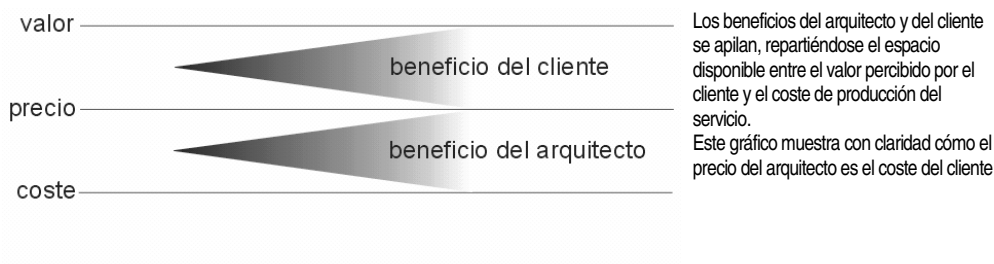 valor
beneficio del cliente
precio
beneficio del arquitecto
coste
Los beneficios del arquitecto y del cliente
se apilan, repartiéndose el espacio
disponible entre el valor percibido por el
cliente y el coste de producción del
servicio.
Este gráfico muestra con claridad cómo el
precio del arquitecto es el coste del cliente